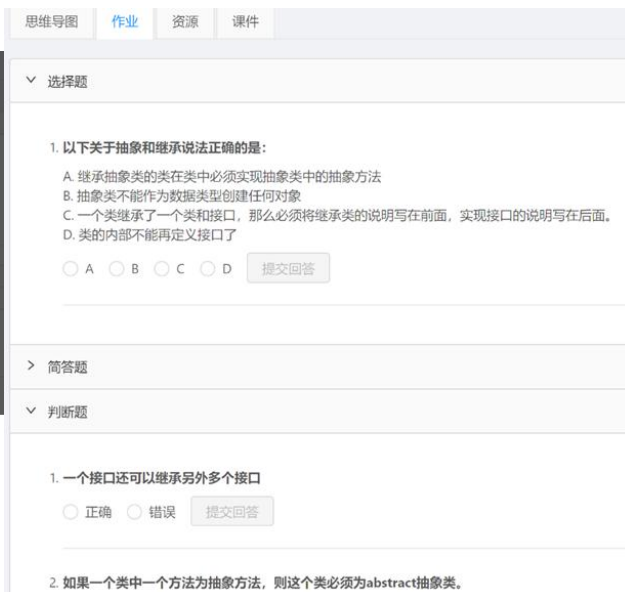 思维导图 作业 资源 课件
选择题
1. 以下关于抽象和继承说法正确的是：
A. 继承抽象类的类在类中必须实现抽象类中的抽象方法
B. 抽象类不能作为数据类型创建任何对象
C. 一个类继承了一个类和接口，那么必须将继承类的说明写在前面，实现接口的说明写在后面。
D. 类的内部不能再定义接口了
A B C D 提交回答
简答题
判断题
1. 一个接口还可以继承另外多个接口
正确 错误 提交回答
2. 如果一个类中一个方法为抽象方法，则这个类必须为abstract抽象类。